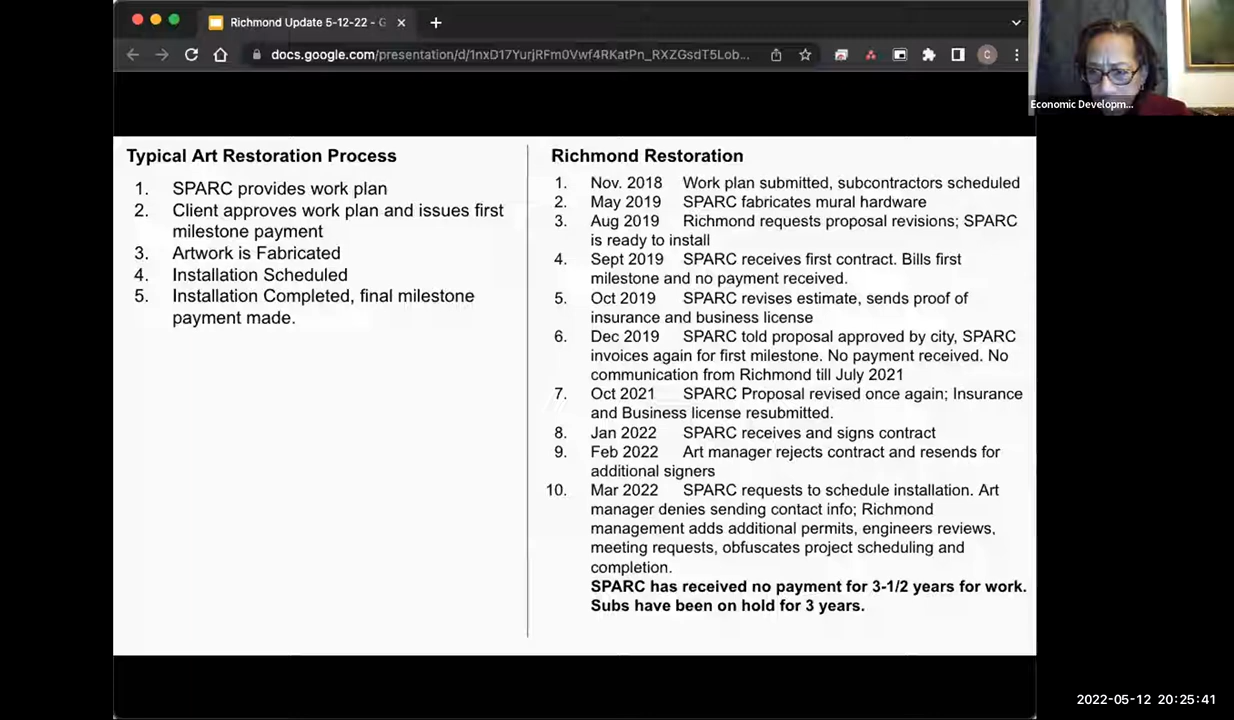 Richmond Update 5-12-22 - G
docs.google.com/presentation/d/1nxD17YurjRFm0Vwf4RKatPn_RXZGsdT5Lob...
C
Economic Developm...
Typical Art Restoration Process
1. SPARC provides work plan
2. Client approves work plan and issues first
milestone payment
3. Artwork is Fabricated
4. Installation Scheduled
5. Installation Completed, final milestone
payment made.
Richmond Restoration
1. Nov. 2018 Work plan submitted, subcontractors scheduled
2. May 2019 SPARC fabricates mural hardware
3. Aug 2019 Richmond requests proposal revisions; SPARC
is ready to install
4. Sept 2019 SPARC receives first contract. Bills first
milestone and no payment received.
5. Oct 2019 SPARC revises estimate, sends proof of
insurance and business license
6. Dec 2019 SPARC told proposal approved by city, SPARC
invoices again for first milestone. No payment received. No
communication from Richmond till July 2021
7. Oct 2021 SPARC Proposal revised once again; Insurance
and Business license resubmitted.
8. Jan 2022 SPARC receives and signs contract
9. Feb 2022 Art manager rejects contract and resends for
additional signers
10. Mar 2022 SPARC requests to schedule installation. Art
manager denies sending contact info; Richmond
management adds additional permits, engineers reviews,
meeting requests, obfuscates project scheduling and
completion.
SPARC has received no payment for 3-1/2 years for work.
Subs have been on hold for 3 years.
2022-05-12 20:25:41